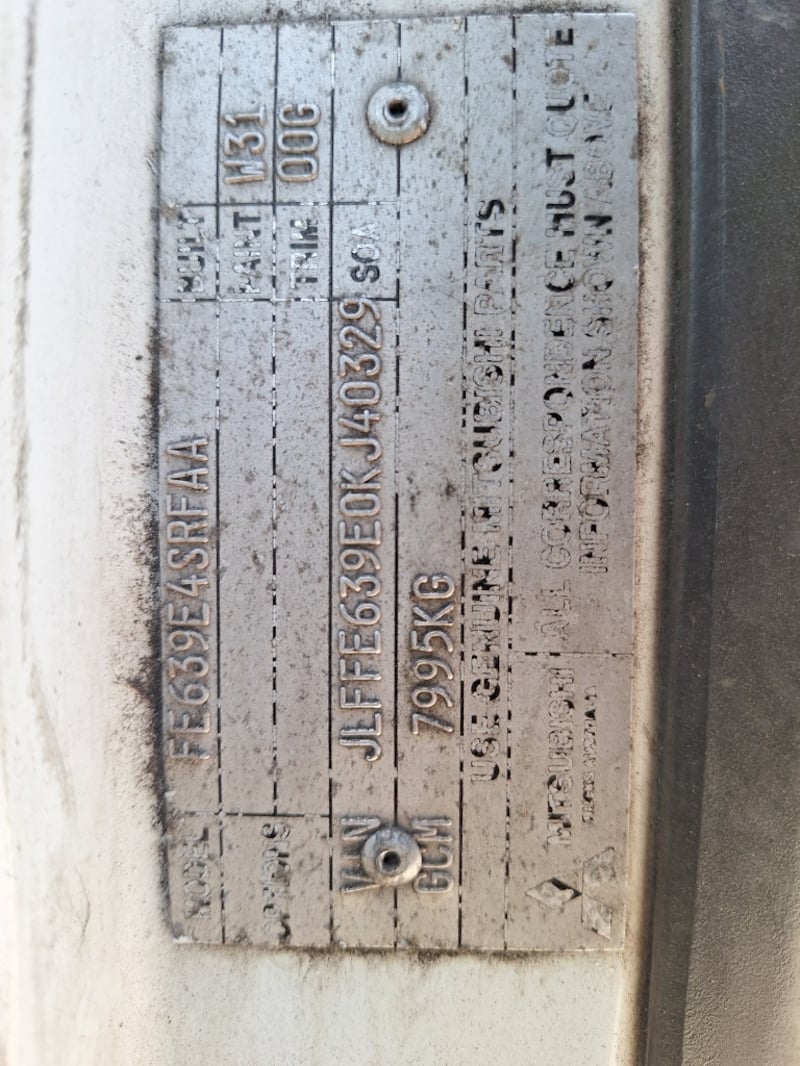 MODEL FE639E4SRFAA BUILT
OPTIONS PAINT W31
TRIM 00G
VIN JLFFE639E0KJ40329 SOA
GCM 7995KG
USE GENUINE MITSUBISHI PARTS
MITSUBISHI ALL CORRESPONDENCE MUST QUOTE
INFORMATION SHOWN ABOVE